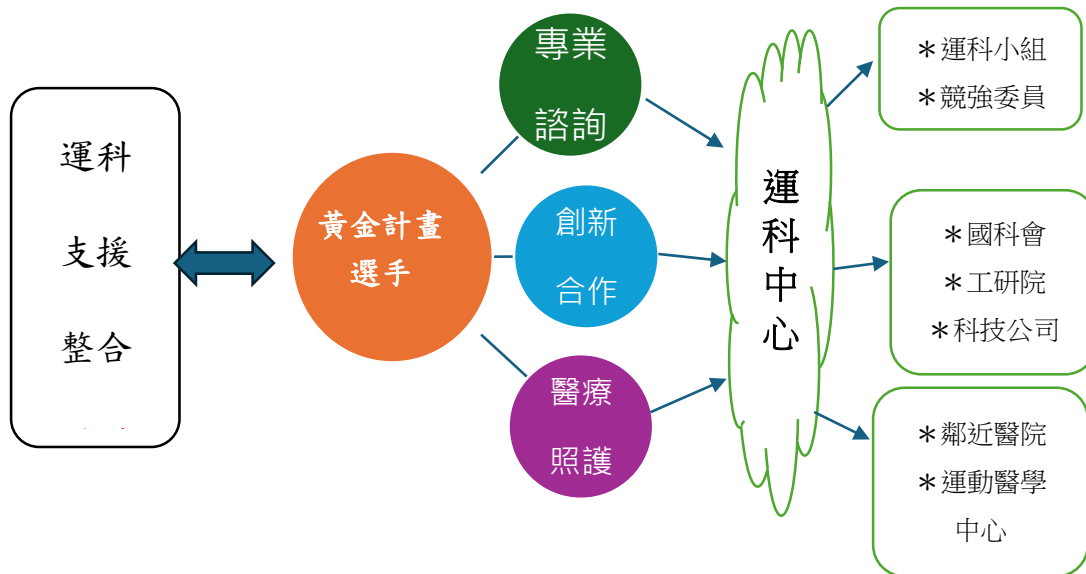 運科
支援
整合
黃金計畫
選手
專業
諮詢
創新
合作
醫療
照護
運科中心
＊運科小組
＊競強委員
＊國科會
＊工研院
＊科技公司
＊鄰近醫院
＊運動醫學
中心